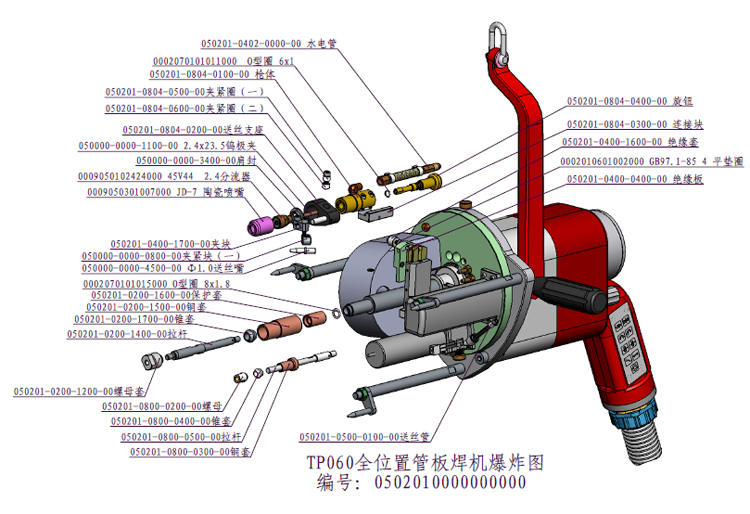 050201-0402-0000-00 水电管
0002070101011000 O型圈 6x1
050201-0804-0100-00 枪体
050201-0804-0500-00夹紧圈(一)
050201-0804-0600-00夹紧圈(二)
050201-0804-0200-00送丝支座
050000-0000-1100-00 2.4x23.5钨极夹
050000-0000-3400-00后封
0009050102424000 45V44 2.4分流器
0009050301007000 JD-7 陶瓷喷嘴
050201-0804-0400-00 旋钮
050201-0804-0300-00 连接块
050201-0400-1600-00 绝缘套
0002010601002000 GB97.1-85 4 平垫圈
050201-0400-0400-00 绝缘板
050201-0400-1700-00夹块
050000-0000-0800-00夹紧块(一)
050000-0000-4500-00 Φ1.0送丝嘴
0002070101015000 O型圈 8x1.8
050201-0200-1600-00保护套
050201-0200-1500-00铜套
050201-0200-1700-00锥套
050201-0200-1400-00拉杆
050201-0200-1200-00螺母套
050201-0800-0200-00螺母
050201-0800-0400-00锥套
050201-0800-0500-00拉杆
050201-0800-0300-00铜套
050201-0500-0100-00送丝管
TP060全位置管板焊机爆炸图
编号: 0502010000000000